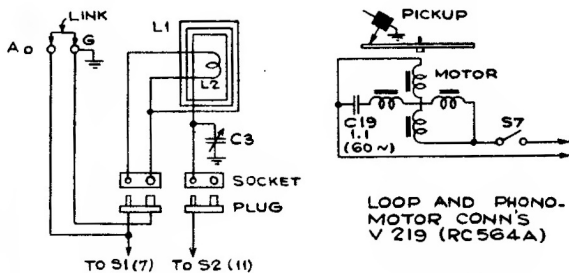 LINK
A
G
L1
L2
C3
SOCKET
PLUG
TO S1 (7)
TO S2 (11)
PICKUP
MOTOR
C19
1.1
(60~)
S7
LOOP AND PHONO-
MOTOR CONN'S
V 219 (RC564A)